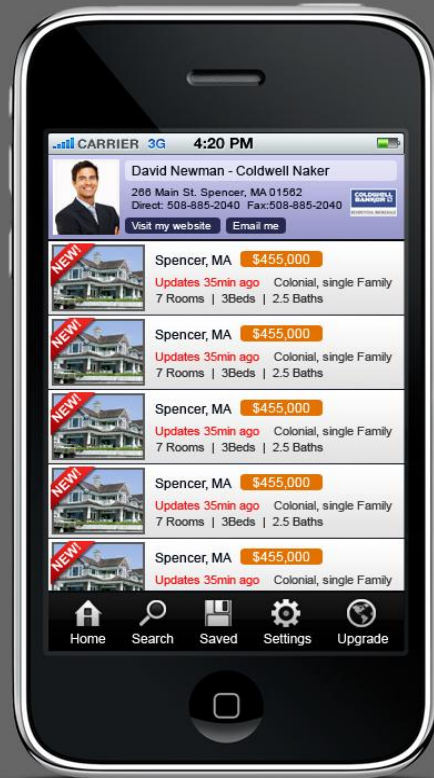 CARRIER 3G 4:20 PM
David Newman - Coldwell Naker
266 Main St. Spencer, MA 01562
Direct: 508-885-2040 Fax:508-885-2040
COLDWELL
BANKER
RESIDENTIAL BROKERAGE
Visit my website Email me
NEW!
Spencer, MA $455,000
Updates 35min ago Colonial, single Family
7 Rooms | 3Beds | 2.5 Baths
NEW!
Spencer, MA $455,000
Updates 35min ago Colonial, single Family
7 Rooms | 3Beds | 2.5 Baths
NEW!
Spencer, MA $455,000
Updates 35min ago Colonial, single Family
7 Rooms | 3Beds | 2.5 Baths
NEW!
Spencer, MA $455,000
Updates 35min ago Colonial, single Family
7 Rooms | 3Beds | 2.5 Baths
NEW!
Spencer, MA $455,000
Updates 35min ago Colonial, single Family
Home Search Saved Settings Upgrade